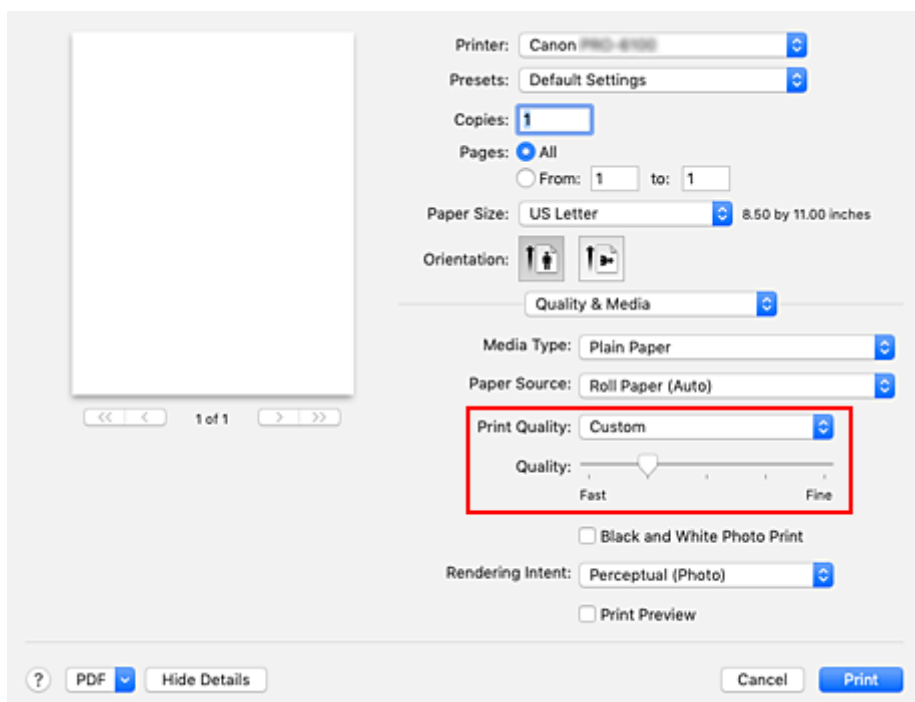 Printer: Canon
Presets: Default Settings
Copies: 1
Pages: All
From: 1 to: 1
Paper Size: US Letter 8.50 by 11.00 inches
Orientation:
Quality & Media
Media Type: Plain Paper
Paper Source: Roll Paper (Auto)
<< < 1 of 1 > >>
Print Quality: Custom
Quality:
Fast Fine
Black and White Photo Print
Rendering Intent: Perceptual (Photo)
Print Preview
? PDF Hide Details Cancel Print